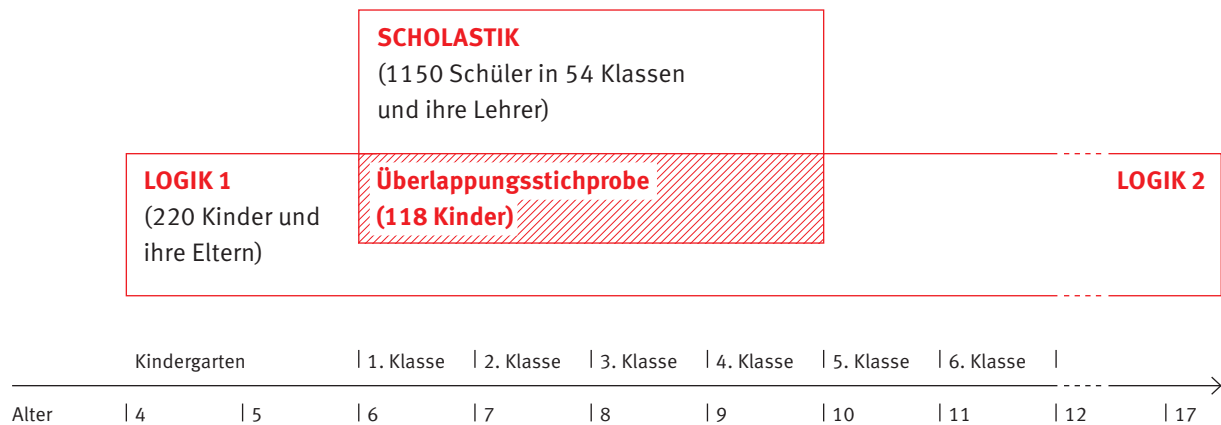 SCHOLASTIK
(1150 Schüler in 54 Klassen
und ihre Lehrer)
LOGIK 1
(220 Kinder und
ihre Eltern)
Überlappungsstichprobe
(118 Kinder)
LOGIK 2
Kindergarten 1. Klasse 2. Klasse 3. Klasse 4. Klasse 5. Klasse 6. Klasse
Alter 4 5 6 7 8 9 10 11 12 17